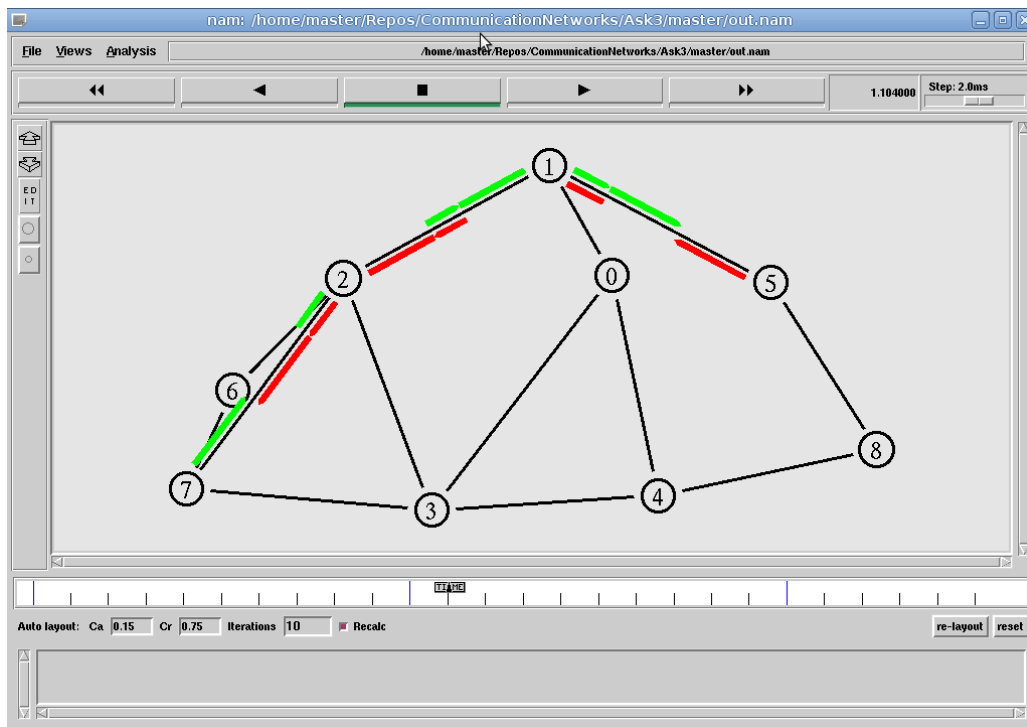 nam: /home/master/Repos/CommunicationNetworks/Ask3/master/out.nam
File Views Analysis /home/master/Repos/CommunicationNetworks/Ask3/master/out.nam
1.104000 Step: 2.0ms
ED
IT
1
2
0
5
6
7
3
4
8
TIME
Auto layout: Ca 0.15 Cr 0.75 Iterations 10 Recalc re-layout reset